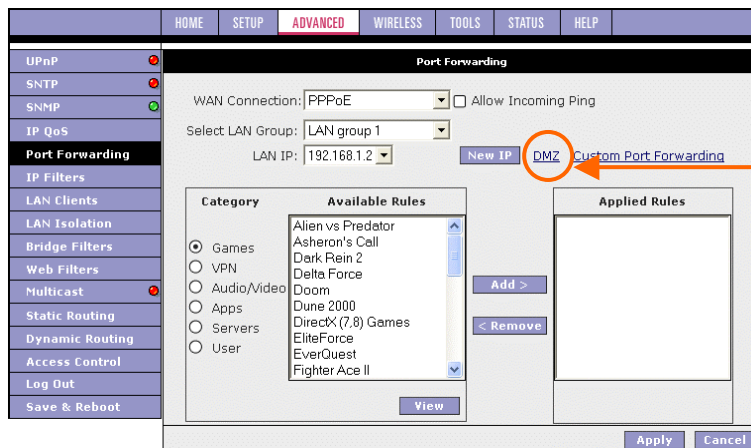 HOME SETUP ADVANCED WIRELESS TOOLS STATUS HELP
UPnP
SNTP
SNMP
IP QoS
Port Forwarding
IP Filters
LAN Clients
LAN Isolation
Bridge Filters
Web Filters
Multicast
Static Routing
Dynamic Routing
Access Control
Log Out
Save & Reboot
Port Forwarding
WAN Connection: PPPoE Allow Incoming Ping
Select LAN Group: LAN group 1
LAN IP: 192.168.1.2 New IP DMZ Custom Port Forwarding
Category
Games
VPN
Audio/Video
Apps
Servers
User
Available Rules
Alien vs Predator
Asheron's Call
Dark Rein 2
Delta Force
Doom
Dune 2000
DirectX (7,8) Games
EliteForce
EverQuest
Fighter Ace II
View
Add >
< Remove
Applied Rules
Apply Cancel